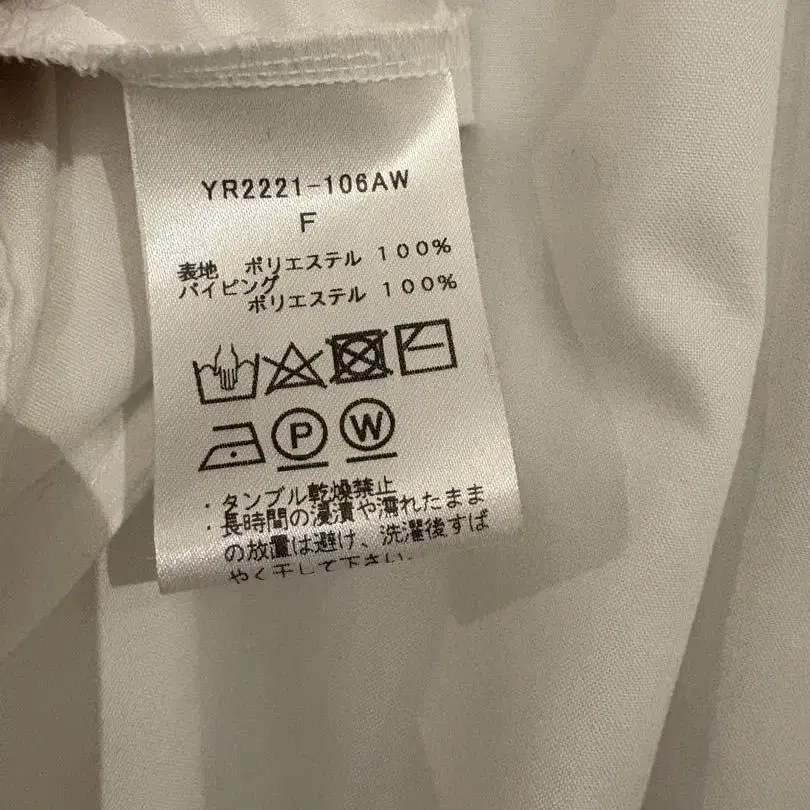 YR2221-106AW
F
表地 ポリエステル 100%
パイピング
ポリエステル 100%
P W
・タンブル乾燥禁止
・長時間の浸漬や濡れたまま
の放置は避け、洗濯後すば
やく干して下さい。